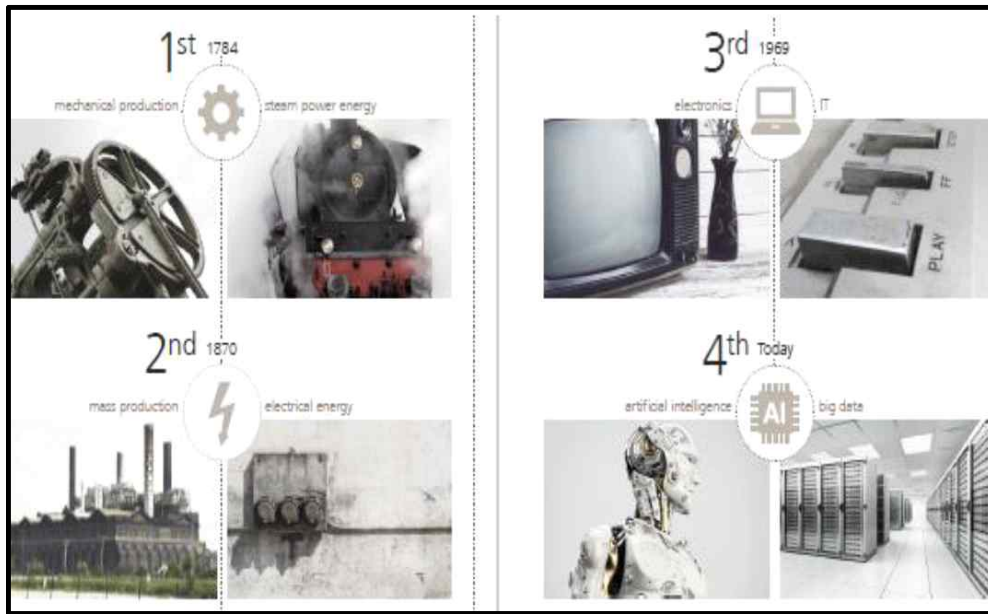 1st 1784
mechanical production
steam power energy
2nd 1870
mass production
electrical energy
3rd 1969
electronics
IT
FF
PLAY
4th Today
artificial intelligence
AI
big data